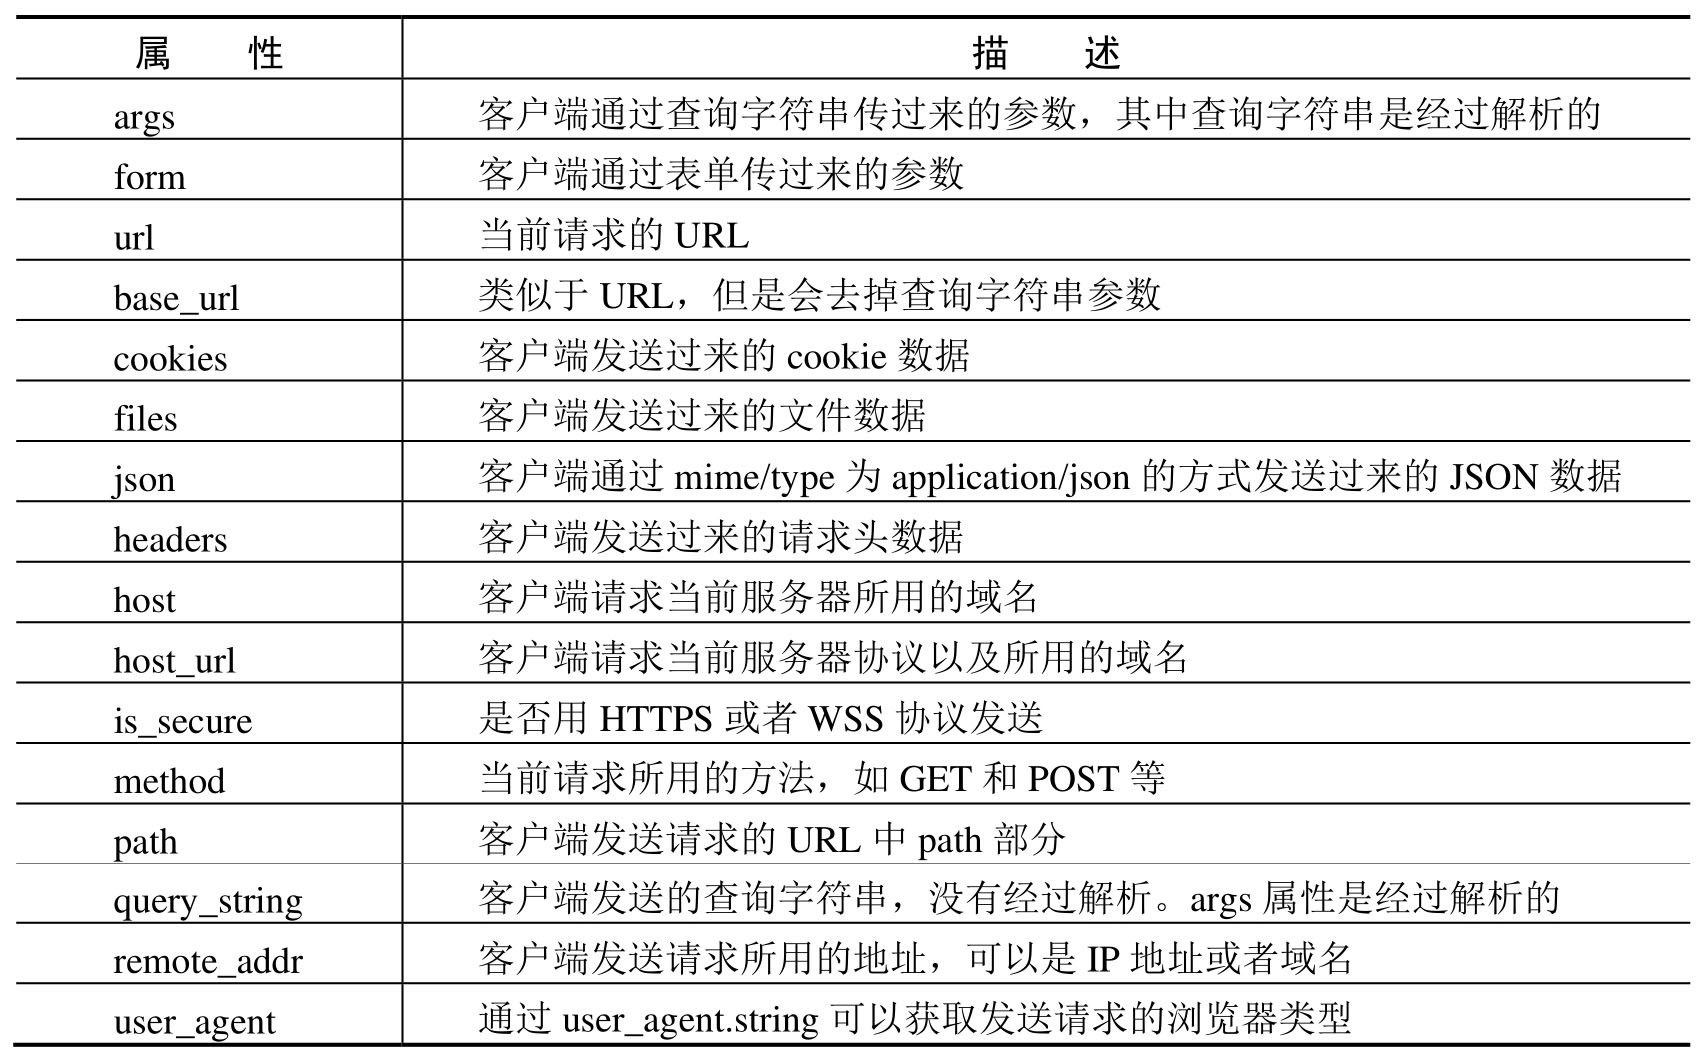 属 性 描 述
args 客户端通过查询字符串传过来的参数，其中查询字符串是经过解析的
form 客户端通过表单传过来的参数
url 当前请求的 URL
base_url 类似于 URL，但是会去掉查询字符串参数
cookies 客户端发送过来的 cookie 数据
files 客户端发送过来的文件数据
json 客户端通过 mime/type 为 application/json 的方式发送过来的 JSON 数据
headers 客户端发送过来的请求头数据
host 客户端请求当前服务器所用的域名
host_url 客户端请求当前服务器协议以及所用的域名
is_secure 是否用 HTTPS 或者 WSS 协议发送
method 当前请求所用的方法，如 GET 和 POST 等
path 客户端发送请求的 URL 中 path 部分
query_string 客户端发送的查询字符串，没有经过解析。args 属性是经过解析的
remote_addr 客户端发送请求所用的地址，可以是 IP 地址或者域名
user_agent 通过 user_agent.string 可以获取发送请求的浏览器类型